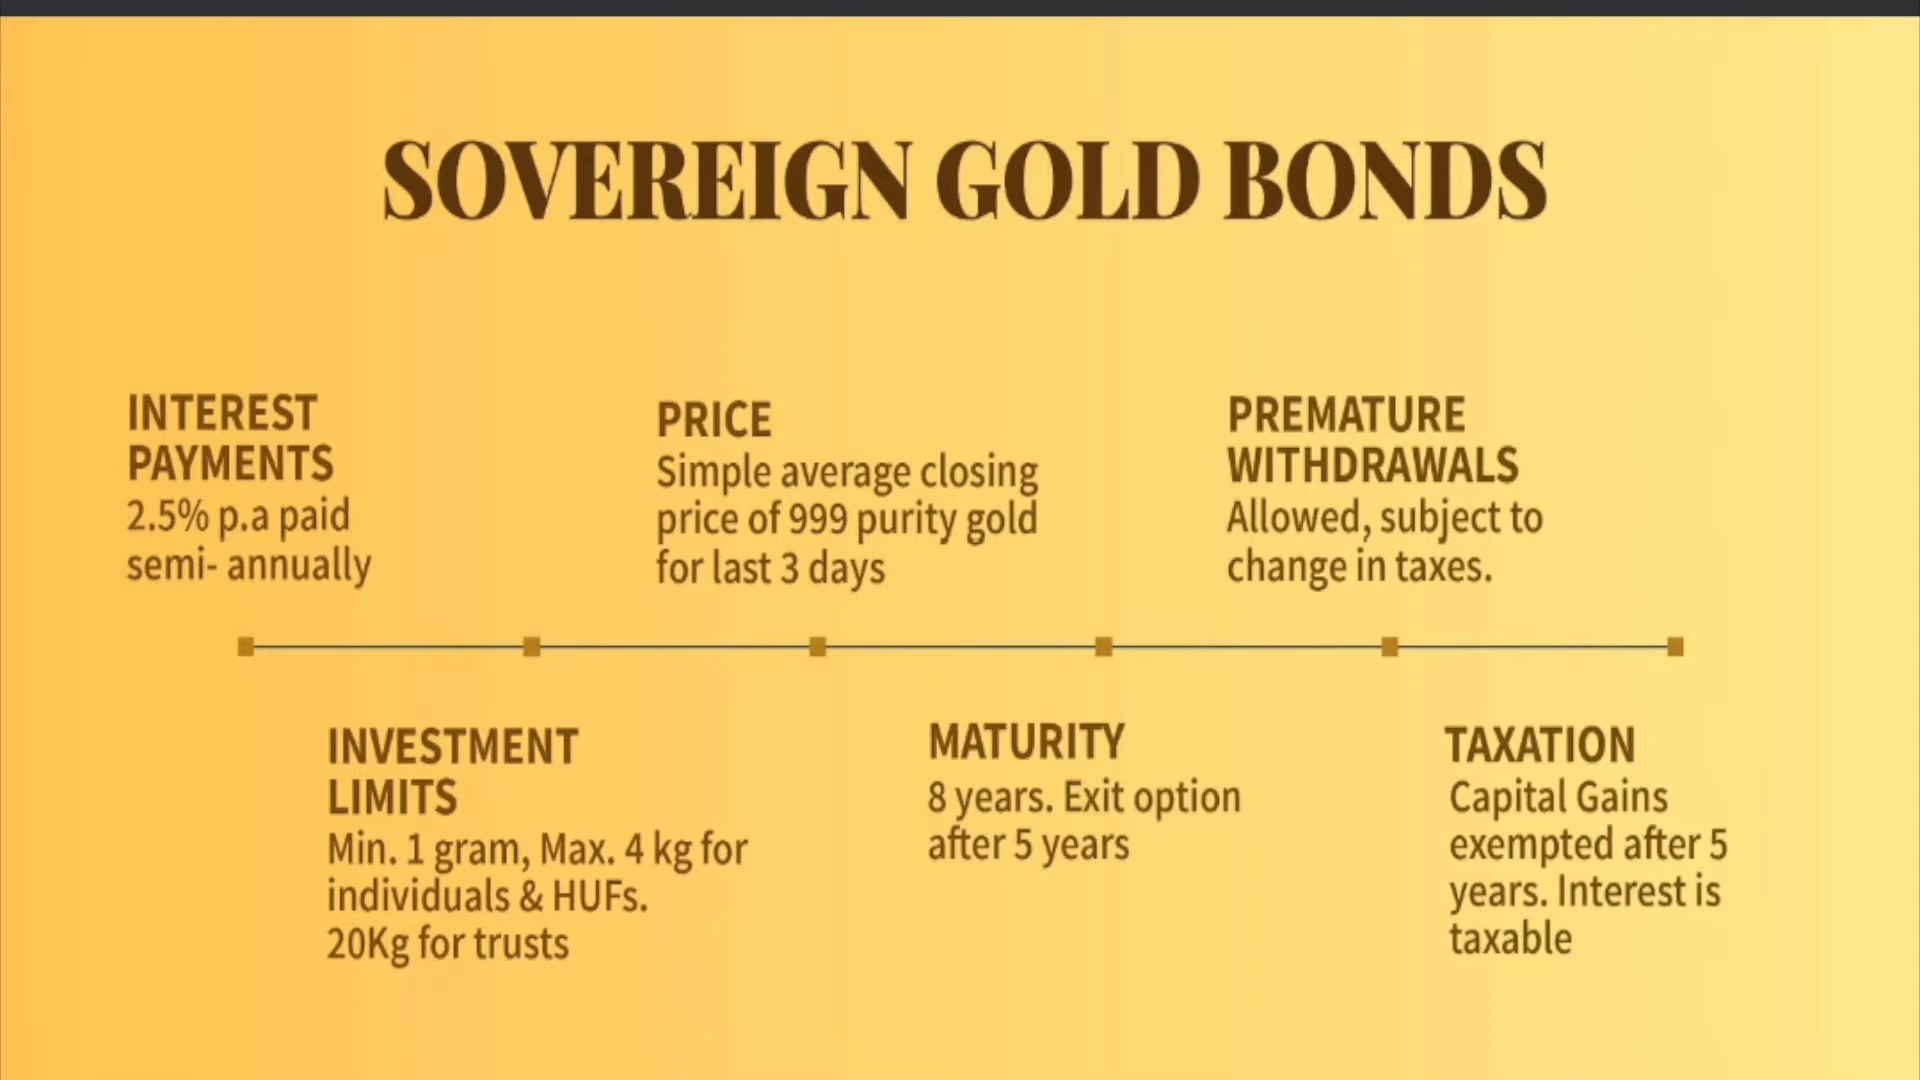 SOVEREIGN GOLD BONDS
INTEREST
PAYMENTS
2.5% p.a paid
semi- annually
PRICE
Simple average closing
price of 999 purity gold
for last 3 days
PREMATURE
WITHDRAWALS
Allowed, subject to
change in taxes.
INVESTMENT
LIMITS
Min. 1 gram, Max. 4 kg for
individuals & HUFs.
20Kg for trusts
MATURITY
8 years. Exit option
after 5 years
TAXATION
Capital Gains
exempted after 5
years. Interest is
taxable